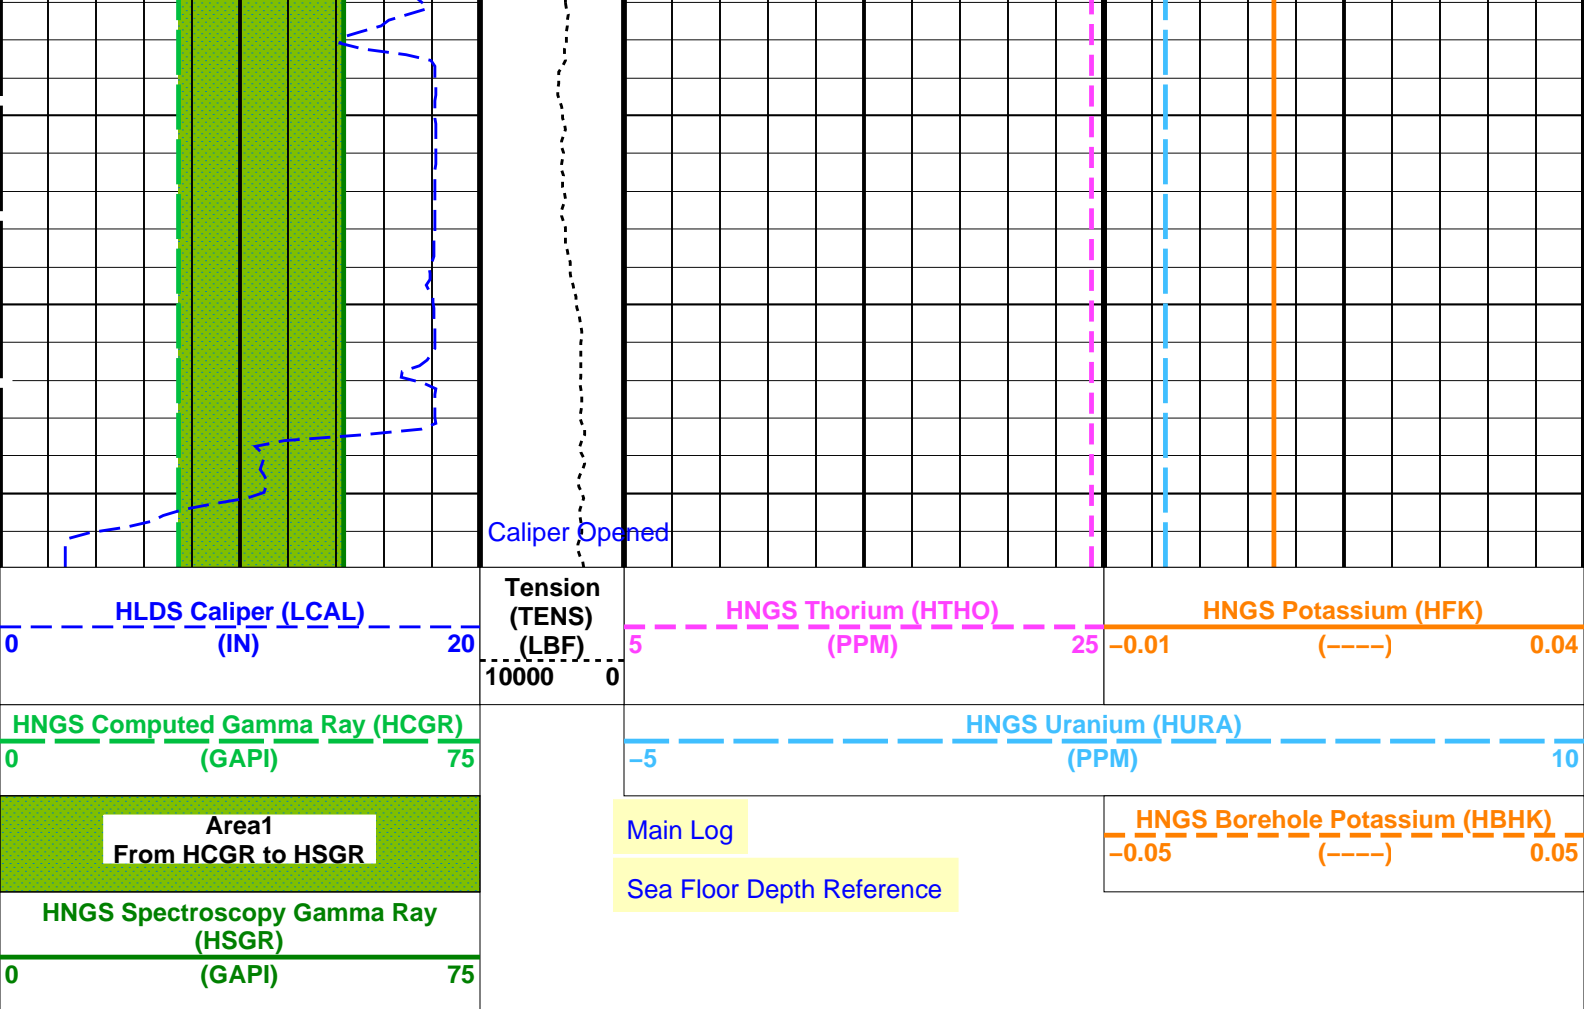 Caliper Opened
HLDS Caliper (LCAL)
0 (IN) 20
Tension
(TENS)
(LBF)
10000 0
HNGS Thorium (HTHO)
5 (PPM) 25
HNGS Potassium (HFK)
−0.01 (−−−−) 0.04
HNGS Computed Gamma Ray (HCGR)
0 (GAPI) 75
HNGS Uranium (HURA)
−5 (PPM) 10
Area1
From HCGR to HSGR
Main Log
Sea Floor Depth Reference
HNGS Borehole Potassium (HBHK)
−0.05 (−−−−) 0.05
HNGS Spectroscopy Gamma Ray
(HSGR)
0 (GAPI) 75